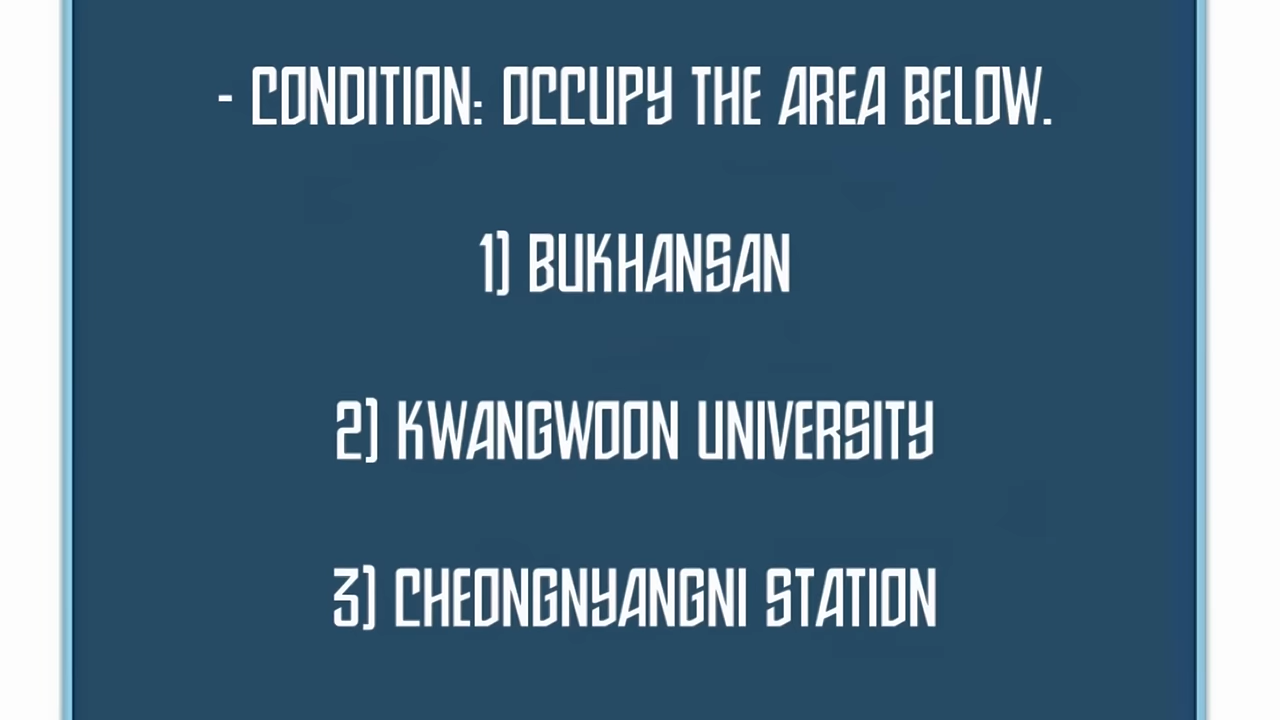 - CONDITION: OCCUPY THE AREA BELOW.
1) BUKHANSAN
2) KWANGWOON UNIVERSITY
3) CHEONGNYANGNI STATION